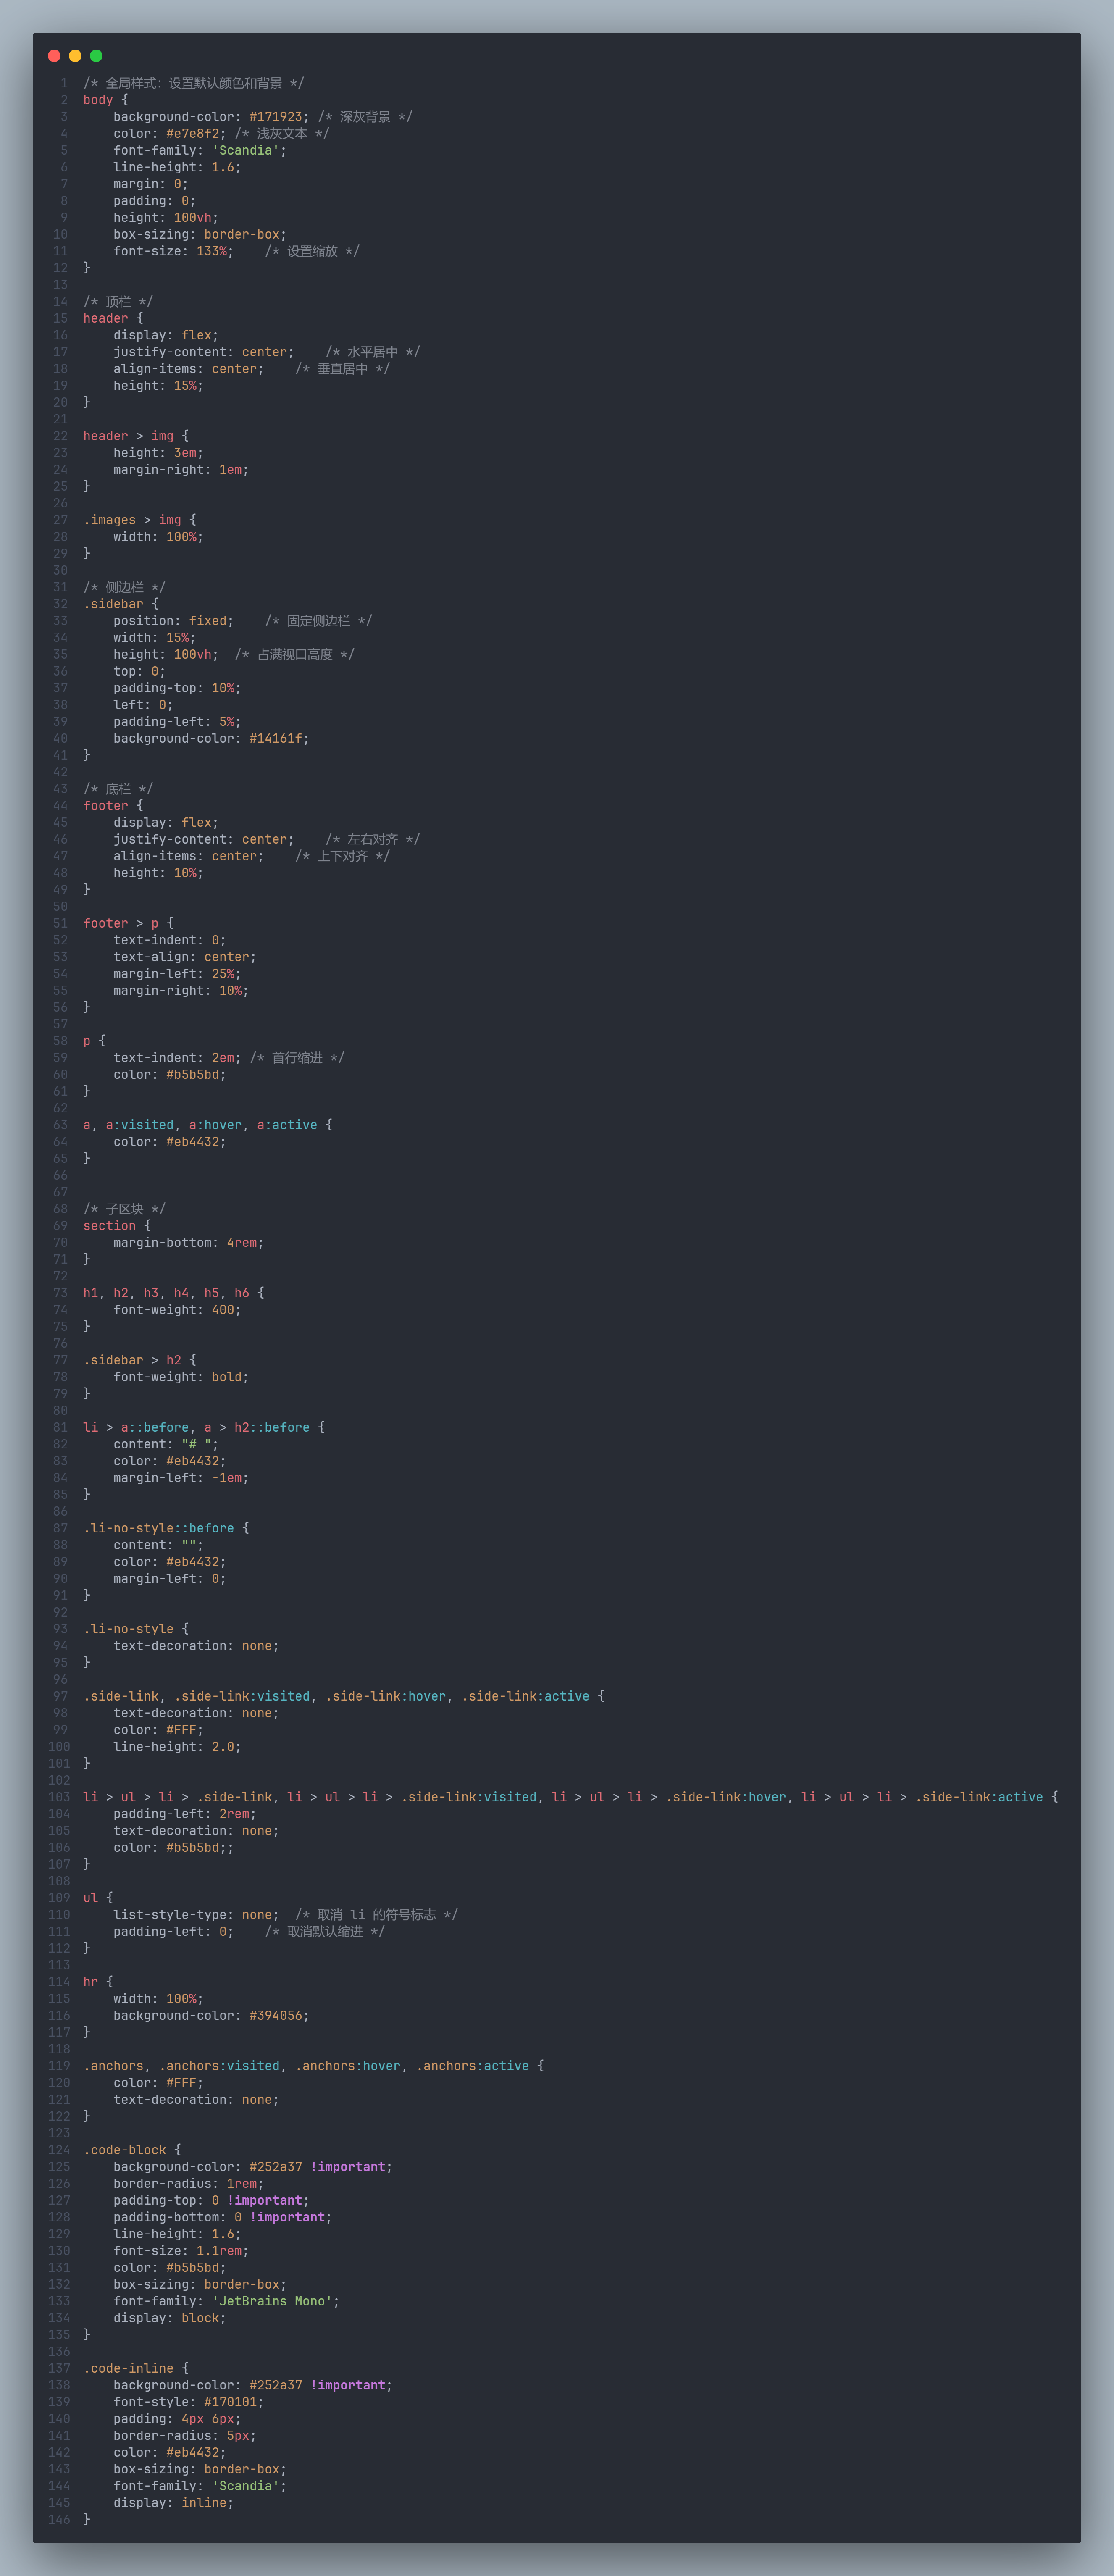 1 /* 全局样式：设置默认颜色和背景 */
2 body {
3     background-color: #171923; /* 深灰背景 */
4     color: #e7e8f2; /* 浅灰文本 */
5     font-family: 'Scandia';
6     line-height: 1.6;
7     margin: 0;
8     padding: 0;
9     height: 100vh;
10     box-sizing: border-box;
11     font-size: 133%;    /* 设置缩放 */
12 }
13
14 /* 顶栏 */
15 header {
16     display: flex;
17     justify-content: center;    /* 水平居中 */
18     align-items: center;    /* 垂直居中 */
19     height: 15%;
20 }
21
22 header > img {
23     height: 3em;
24     margin-right: 1em;
25 }
26
27 .images > img {
28     width: 100%;
29 }
30
31 /* 侧边栏 */
32 .sidebar {
33     position: fixed;    /* 固定侧边栏 */
34     width: 15%;
35     height: 100vh;  /* 占满视口高度 */
36     top: 0;
37     padding-top: 10%;
38     left: 0;
39     padding-left: 5%;
40     background-color: #14161f;
41 }
42
43 /* 底栏 */
44 footer {
45     display: flex;
46     justify-content: center;    /* 左右对齐 */
47     align-items: center;    /* 上下对齐 */
48     height: 10%;
49 }
50
51 footer > p {
52     text-indent: 0;
53     text-align: center;
54     margin-left: 25%;
55     margin-right: 10%;
56 }
57
58 p {
59     text-indent: 2em; /* 首行缩进 */
60     color: #b5b5bd;
61 }
62
63 a, a:visited, a:hover, a:active {
64     color: #eb4432;
65 }
66
67
68 /* 子区块 */
69 section {
70     margin-bottom: 4rem;
71 }
72
73 h1, h2, h3, h4, h5, h6 {
74     font-weight: 400;
75 }
76
77 .sidebar > h2 {
78     font-weight: bold;
79 }
80
81 li > a::before, a > h2::before {
82     content: "# ";
83     color: #eb4432;
84     margin-left: -1em;
85 }
86
87 .li-no-style::before {
88     content: "";
89     color: #eb4432;
90     margin-left: 0;
91 }
92
93 .li-no-style {
94     text-decoration: none;
95 }
96
97 .side-link, .side-link:visited, .side-link:hover, .side-link:active {
98     text-decoration: none;
99     color: #FFF;
100     line-height: 2.0;
101 }
102
103 li > ul > li > .side-link, li > ul > li > .side-link:visited, li > ul > li > .side-link:hover, li > ul > li > .side-link:active {
104     padding-left: 2rem;
105     text-decoration: none;
106     color: #b5b5bd;;
107 }
108
109 ul {
110     list-style-type: none;  /* 取消 li 的符号标志 */
111     padding-left: 0;    /* 取消默认缩进 */
112 }
113
114 hr {
115     width: 100%;
116     background-color: #394056;
117 }
118
119 .anchors, .anchors:visited, .anchors:hover, .anchors:active {
120     color: #FFF;
121     text-decoration: none;
122 }
123
124 .code-block {
125     background-color: #252a37 !important;
126     border-radius: 1rem;
127     padding-top: 0 !important;
128     padding-bottom: 0 !important;
129     line-height: 1.6;
130     font-size: 1.1rem;
131     color: #b5b5bd;
132     box-sizing: border-box;
133     font-family: 'JetBrains Mono';
134     display: block;
135 }
136
137 .code-inline {
138     background-color: #252a37 !important;
139     font-style: #170101;
140     padding: 4px 6px;
141     border-radius: 5px;
142     color: #eb4432;
143     box-sizing: border-box;
144     font-family: 'Scandia';
145     display: inline;
146 }